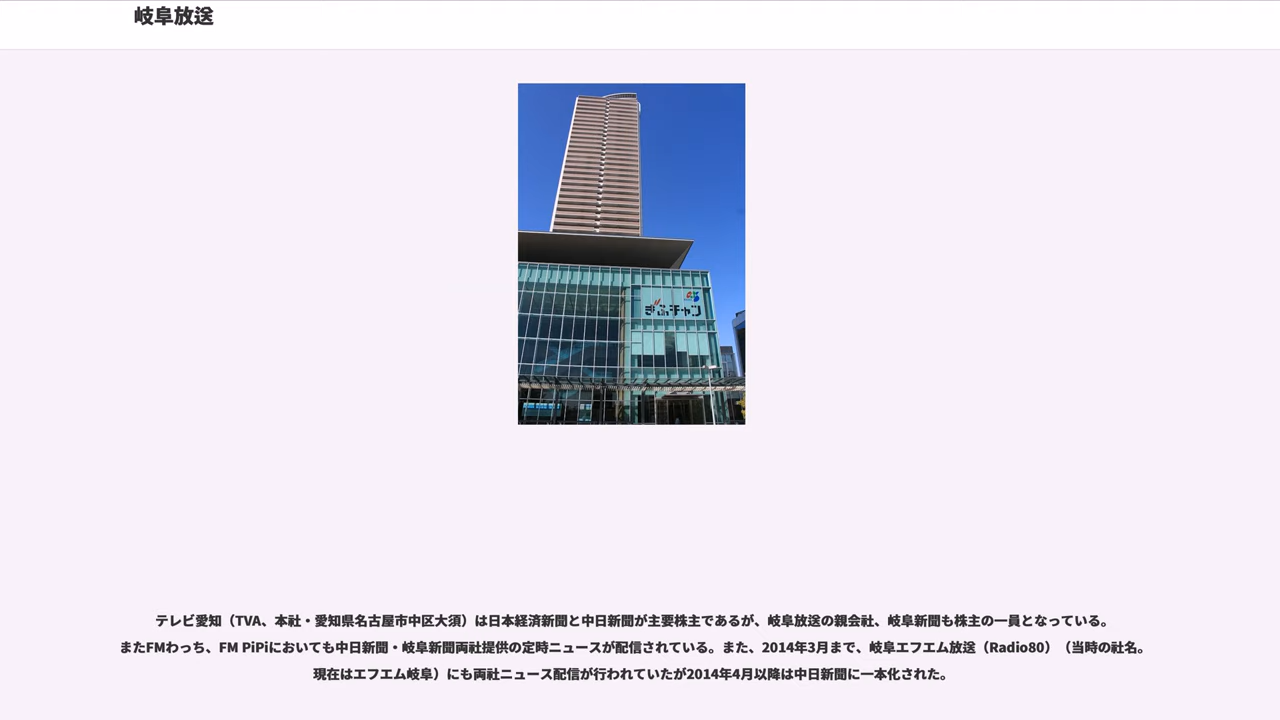 岐阜放送
ぎふチャン
テレビ愛知（TVA、本社・愛知県名古屋市中区大須）は日本経済新聞と中日新聞が主要株主であるが、岐阜放送の親会社、岐阜新聞も株主の一員となっている。
またFMわっち、FM PiPiにおいても中日新聞・岐阜新聞両社提供の定時ニュースが配信されている。また、2014年3月まで、岐阜エフエム放送（Radio80）（当時の社名。
現在はエフエム岐阜）にも両社ニュース配信が行われていたが2014年4月以降は中日新聞に一本化された。